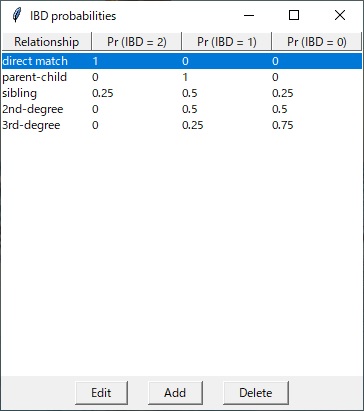 IBD probabilities
Relationship Pr (IBD = 2) Pr (IBD = 1) Pr (IBD = 0)
direct match 1 0 0
parent-child 0 1 0
sibling 0.25 0.5 0.25
2nd-degree 0 0.5 0.5
3rd-degree 0 0.25 0.75
Edit Add Delete